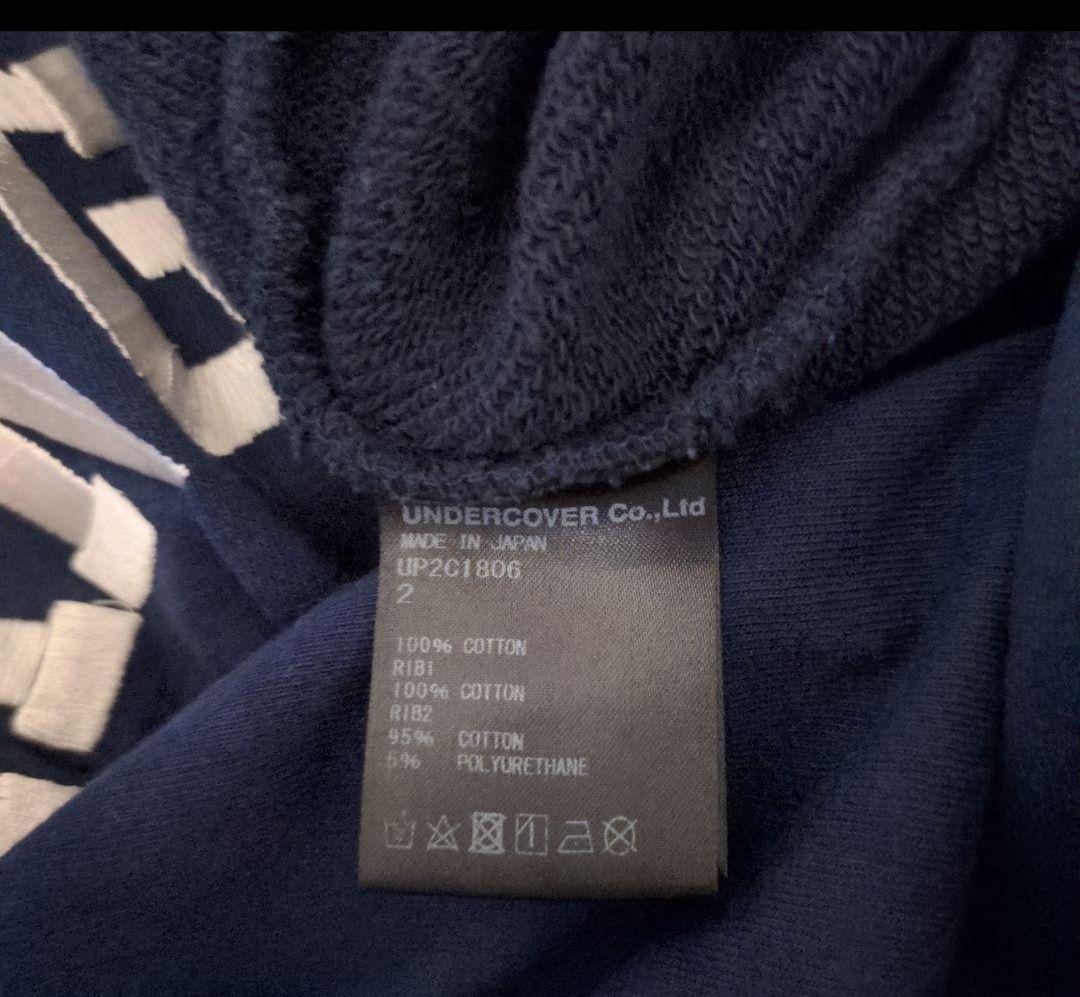 UNDERCOVER Co.,Ltd
MADE IN JAPAN
UP2C1806
2
100% COTTON
RIB1
100% COTTON
RIB2
95% COTTON
5% POLYURETHANE